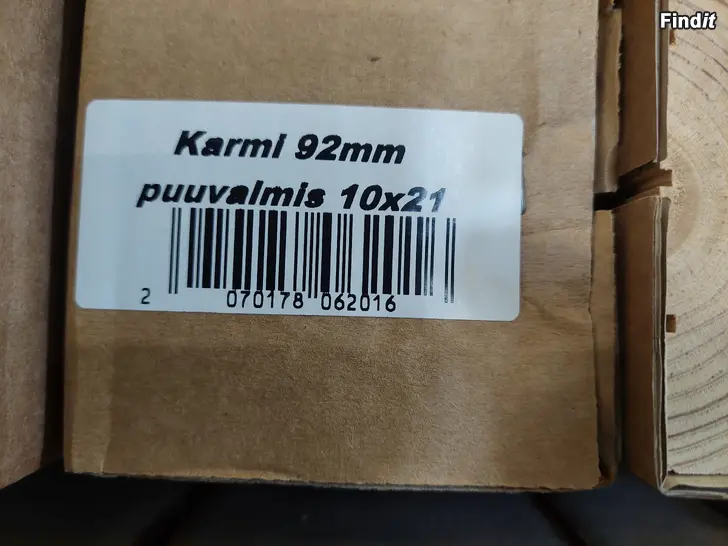 Findit
Karmi 92mm
puuvalmis 10x21
2 070178 062016